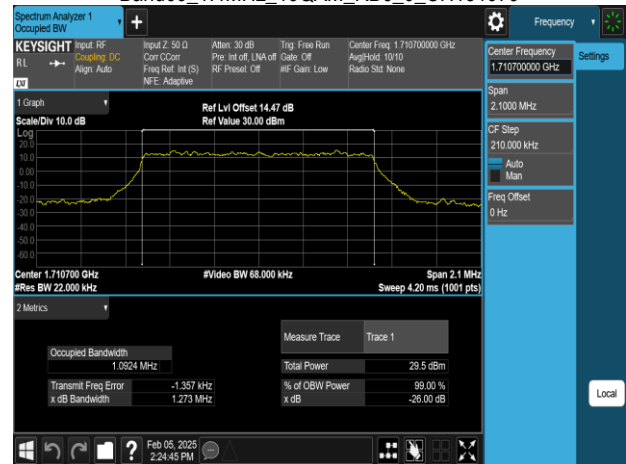 Spectrum Analyzer 1
Occupied BW
Frequency
KEYSIGHT
RL
LXI
Input: RF
Coupling: DC
Align: Auto
Input Z: 50 Ω
Corr CCorr
Freq Ref: Int (S)
NFE: Adaptive
Atten: 30 dB
Pre: Int off, LNA off
RF Preset: Off
Trig: Free Run
Gate: Off
#IF Gain: Low
Center Freq: 1.710700000 GHz
Avg|Hold: 10/10
Radio Std: None
Center Frequency
1.710700000 GHz
Settings
Span
2.1000 MHz
CF Step
210.000 kHz
Auto
Man
Freq Offset
0 Hz
1 Graph
Scale/Div 10.0 dB
Ref Lvl Offset 14.47 dB
Ref Value 30.00 dBm
Log
20.0
10.0
0.00
-10.0
-20.0
-30.0
-40.0
-50.0
-60.0
Center 1.710700 GHz
#Video BW 68.000 kHz
Span 2.1 MHz
#Res BW 22.000 kHz
Sweep 4.20 ms (1001 pts)
2 Metrics
Measure Trace
Trace 1
Occupied Bandwidth
1.0924 MHz
Total Power
29.5 dBm
Transmit Freq Error
-1.357 kHz
% of OBW Power
99.00 %
x dB Bandwidth
1.273 MHz
x dB
-26.00 dB
Local
Feb 05, 2025
2:24:45 PM